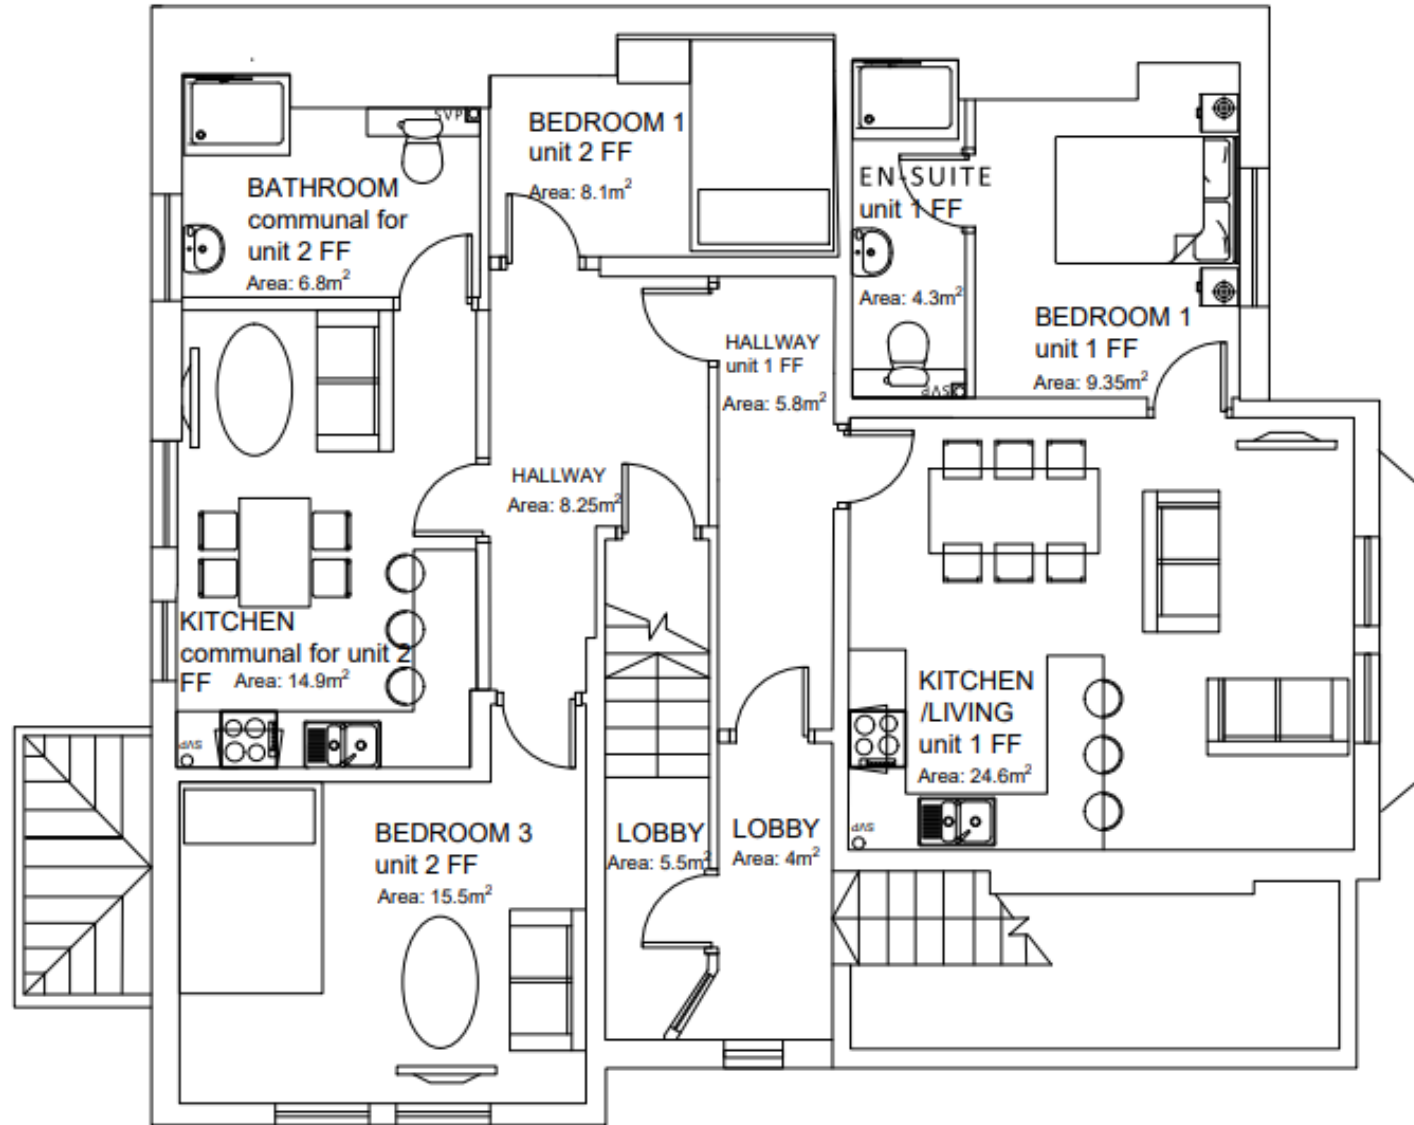 SVP
BATHROOM
communal for
unit 2 FF
Area: 6.8m²
BEDROOM 1
unit 2 FF
Area: 8.1m²
EN-SUITE
unit 1 FF
Area: 4.3m²
SVP
BEDROOM 1
unit 1 FF
Area: 9.35m²
HALLWAY
unit 1 FF
Area: 5.8m²
HALLWAY
Area: 8.25m²
KITCHEN
communal for unit 2
FF Area: 14.9m²
SVP
KITCHEN
/LIVING
unit 1 FF
Area: 24.6m²
SVP
BEDROOM 3
unit 2 FF
Area: 15.5m²
LOBBY
Area: 5.5m²
LOBBY
Area: 4m²